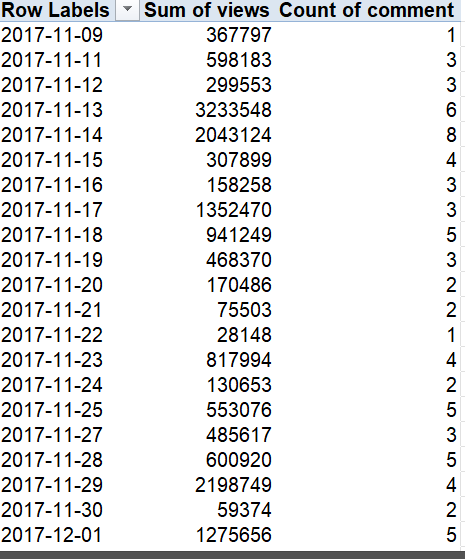 Row Labels Sum of views Count of comment
2017-11-09 367797 1
2017-11-11 598183 3
2017-11-12 299553 3
2017-11-13 3233548 6
2017-11-14 2043124 8
2017-11-15 307899 4
2017-11-16 158258 3
2017-11-17 1352470 3
2017-11-18 941249 5
2017-11-19 468370 3
2017-11-20 170486 2
2017-11-21 75503 2
2017-11-22 28148 1
2017-11-23 817994 4
2017-11-24 130653 2
2017-11-25 553076 5
2017-11-27 485617 3
2017-11-28 600920 5
2017-11-29 2198749 4
2017-11-30 59374 2
2017-12-01 1275656 5